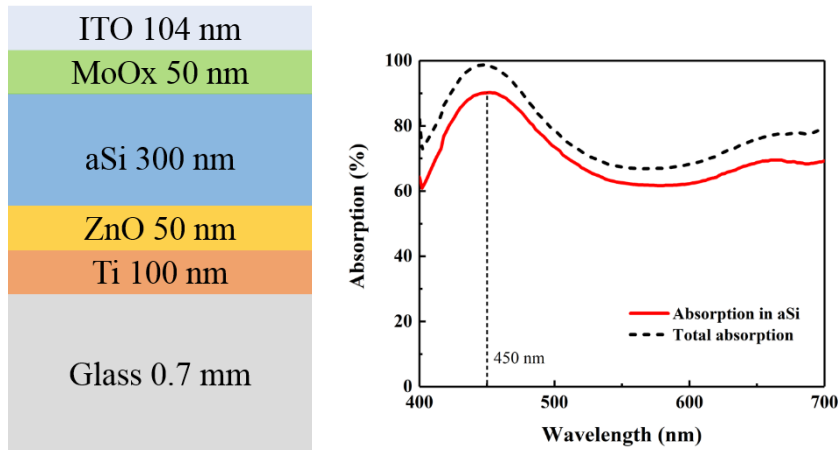 ITO 104 nm
MoOx 50 nm
aSi 300 nm
ZnO 50 nm
Ti 100 nm
Glass 0.7 mm
Absorption (%)
100
80
60
40
20
0
Absorption in aSi
Total absorption
450 nm
400
500
600
700
Wavelength (nm)